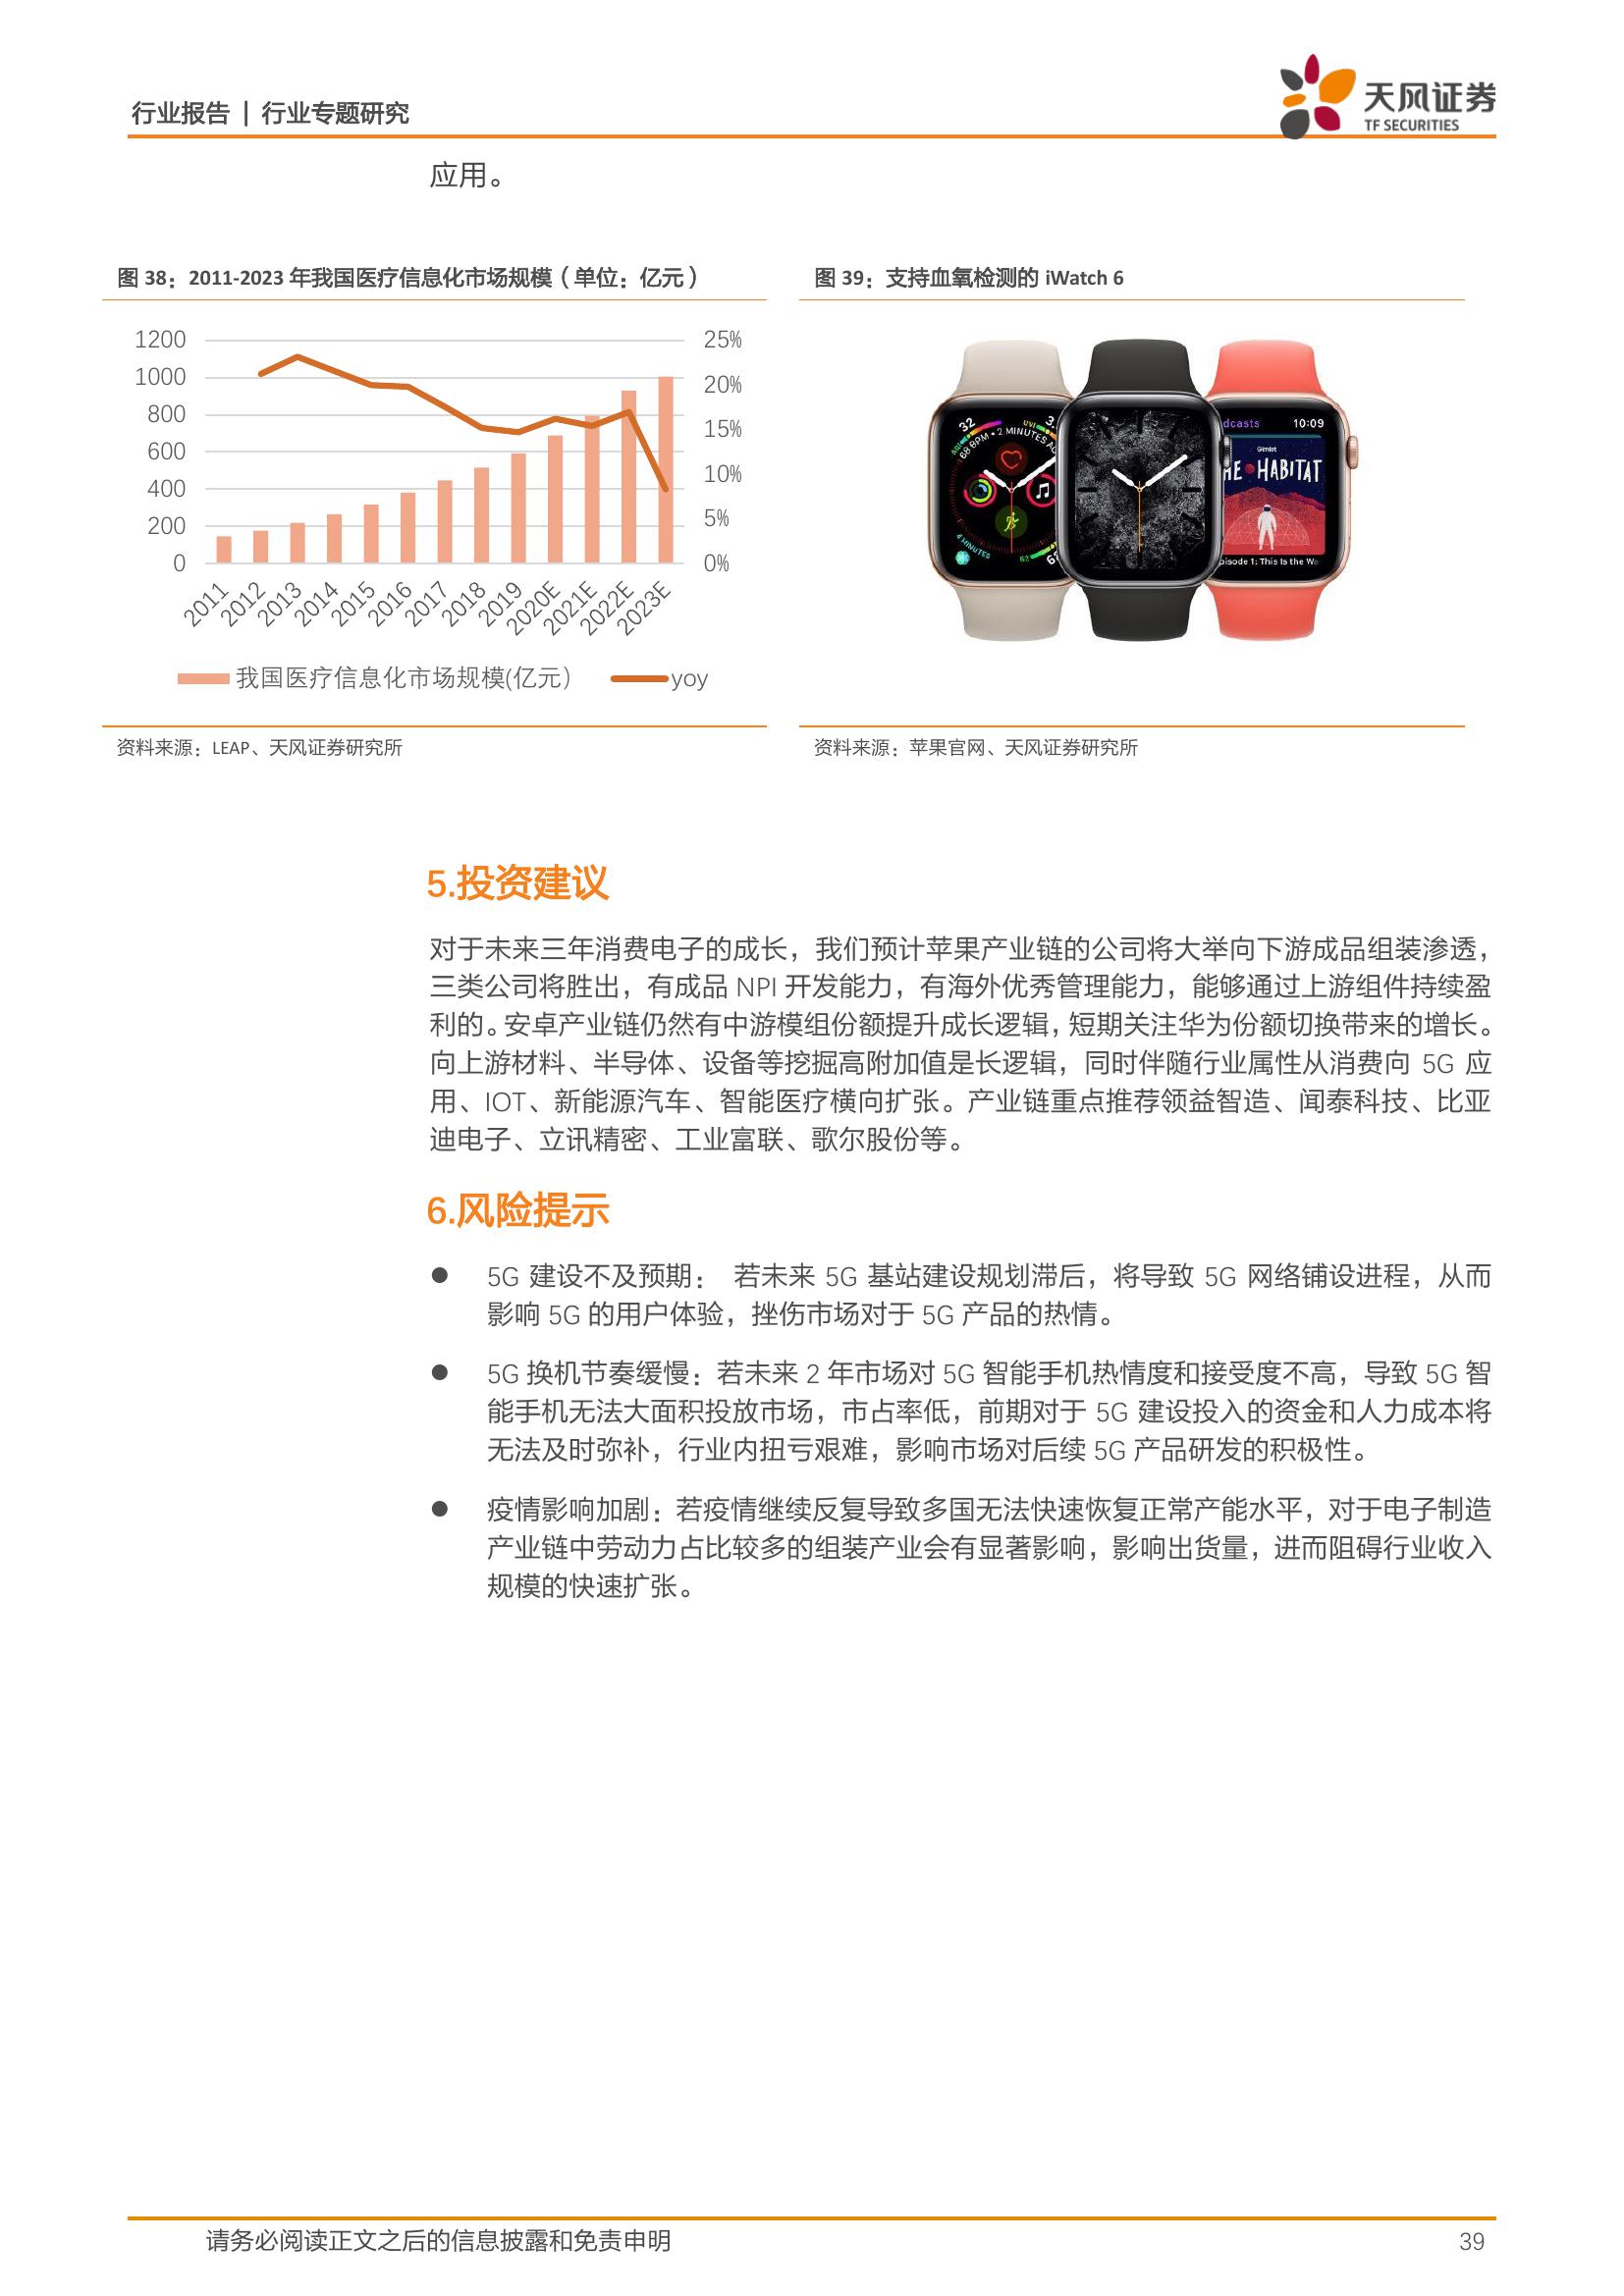 行业报告 | 行业专题研究
天风证券
TF SECURITIES
应用。
图 38：2011-2023 年我国医疗信息化市场规模（单位：亿元）
1200
1000
800
600
400
200
0
25%
20%
15%
10%
5%
0%
2011
2012
2013
2014
2015
2016
2017
2018
2019
2020E
2021E
2022E
2023E
我国医疗信息化市场规模(亿元）
yoy
资料来源：LEAP、天风证券研究所
图 39：支持血氧检测的 iWatch 6
32
UVI
68 BPM • 2 MINUTES
4 MINUTES
dcasts
10:09
Gimlet
HE HABITAT
pisode 1: This Is the Wa
资料来源：苹果官网、天风证券研究所
5.投资建议
对于未来三年消费电子的成长，我们预计苹果产业链的公司将大举向下游成品组装渗透，
三类公司将胜出，有成品 NPI 开发能力，有海外优秀管理能力，能够通过上游组件持续盈
利的。安卓产业链仍然有中游模组份额提升成长逻辑，短期关注华为份额切换带来的增长。
向上游材料、半导体、设备等挖掘高附加值是长逻辑，同时伴随行业属性从消费向 5G 应
用、IOT、新能源汽车、智能医疗横向扩张。产业链重点推荐领益智造、闻泰科技、比亚
迪电子、立讯精密、工业富联、歌尔股份等。
6.风险提示
● 5G 建设不及预期： 若未来 5G 基站建设规划滞后，将导致 5G 网络铺设进程，从而
影响 5G 的用户体验，挫伤市场对于 5G 产品的热情。
● 5G 换机节奏缓慢：若未来 2 年市场对 5G 智能手机热情度和接受度不高，导致 5G 智
能手机无法大面积投放市场，市占率低，前期对于 5G 建设投入的资金和人力成本将
无法及时弥补，行业内扭亏艰难，影响市场对后续 5G 产品研发的积极性。
● 疫情影响加剧：若疫情继续反复导致多国无法快速恢复正常产能水平，对于电子制造
产业链中劳动力占比较多的组装产业会有显著影响，影响出货量，进而阻碍行业收入
规模的快速扩张。
请务必阅读正文之后的信息披露和免责申明
39